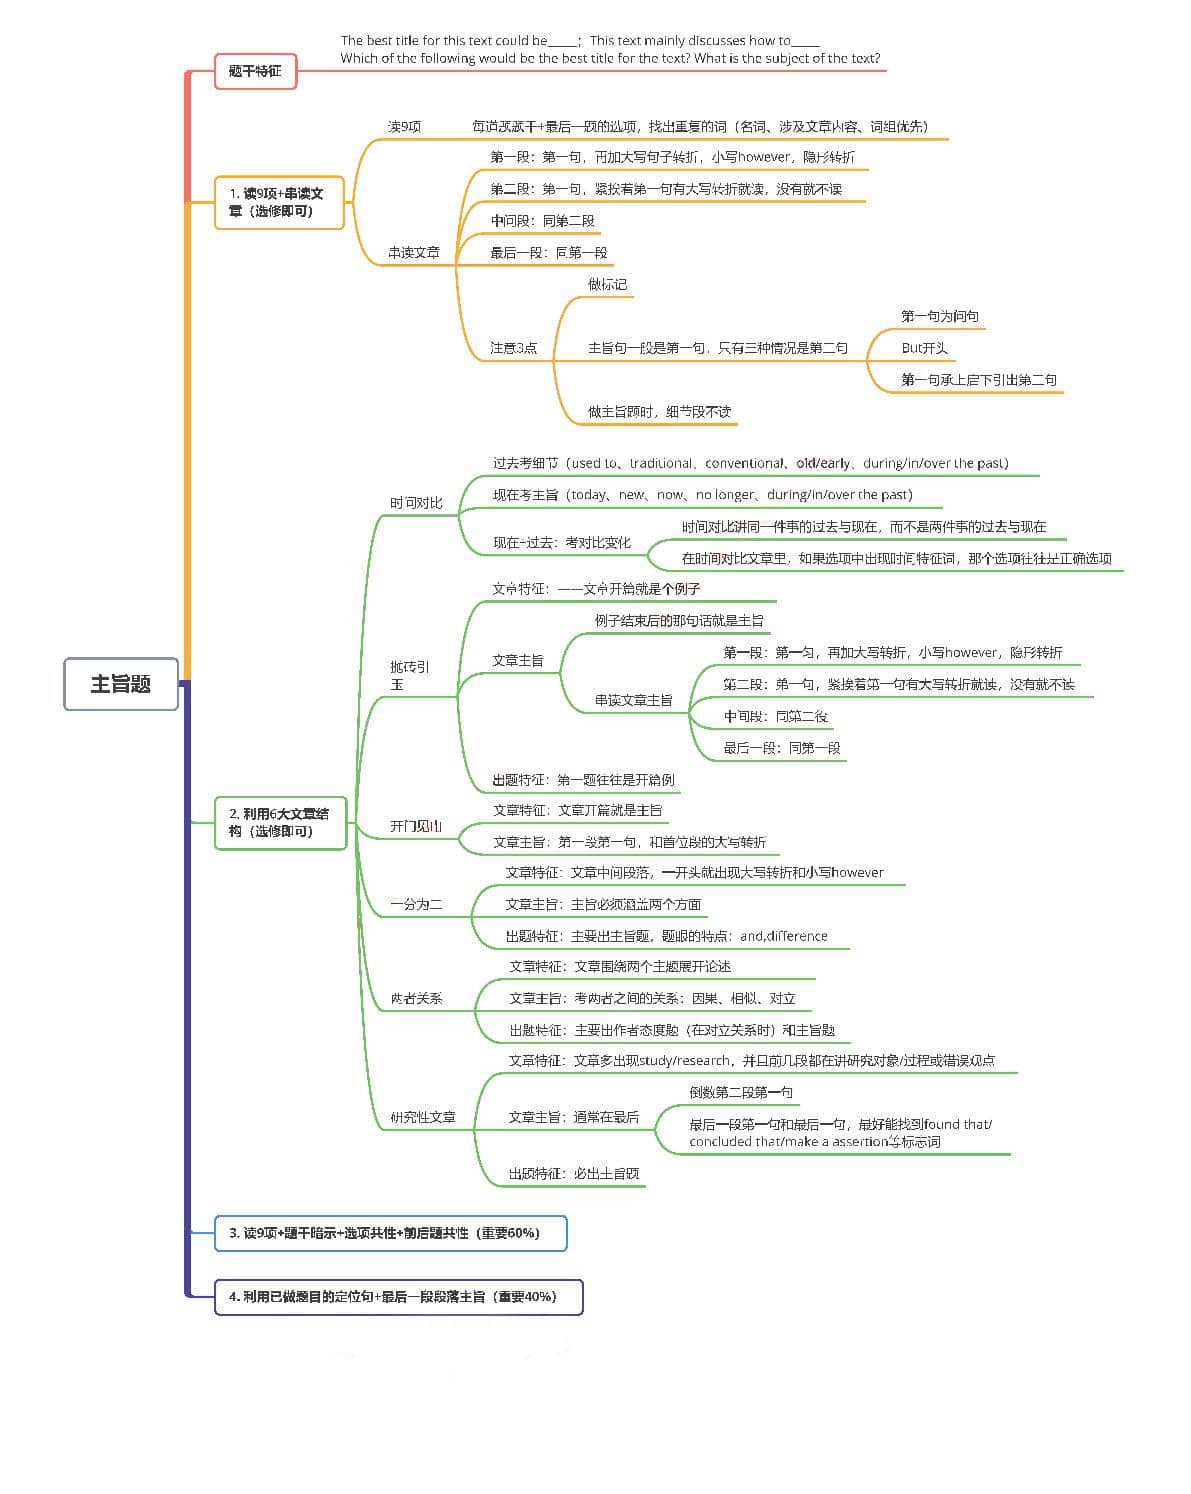 The best title for this text could be____；This text mainly discusses how to____
Which of the following would be the best title for the text? What is the subject of the text?
题干特征
读9项
每道题题干+最后一题的选项，找出重复的词（名词、涉及文章内容、词组优先）
第一段：第一句，再加大写句子转折，小写however，隐形转折
1. 读9项+串读文
章（选修即可）
第二段：第一句，紧挨着第一句有大写转折就读，没有就不读
中间段：同第二段
串读文章
最后一段：同第一段
做标记
第一句为问句
注意3点
主旨句一般是第一句，只有三种情况是第二句
But开头
第一句承上启下引出第二句
做主旨题时，细节段不读
过去考细节（used to、traditional、conventional、old/early、during/in/over the past）
时间对比
现在考主旨（today、new、now、no longer、during/in/over the past）
时间对比讲同一件事的过去与现在，而不是两件事的过去与现在
现在+过去：考对比变化
在时间对比文章里，如果选项中出现时间特征词，那个选项往往是正确选项
文章特征：——文章开篇就是个例子
例子结束后的那句话就是主旨
抛砖引
玉
文章主旨
第一段：第一句，再加大写转折，小写however，隐形转折
主旨题
第二段：第一句，紧挨着第一句有大写转折就读，没有就不读
串读文章主旨
中间段：同第二段
最后一段：同第一段
出题特征：第一题往往是开篇例
文章特征：文章开篇就是主旨
2. 利用6大文章结
构（选修即可）
开门见山
文章主旨：第一段第一句，和首位段的大写转折
文章特征：文章中间段落，一开头就出现大写转折和小写however
一分为二
文章主旨：主旨必须涵盖两个方面
出题特征：主要出主旨题，题眼的特点：and,difference
文章特征：文章围绕两个主题展开论述
两者关系
文章主旨：考两者之间的关系：因果、相似、对立
出题特征：主要出作者态度题（在对立关系时）和主旨题
文章特征：文章多出现study/research，并且前几段都在讲研究对象/过程或错误观点
倒数第二段第一句
研究性文章
文章主旨：通常在最后
最后一段第一句和最后一句，最好能找到found that/
concluded that/make a assertion等标志词
出题特征：必出主旨题
3. 读9项+题干暗示+选项共性+前后题共性（重要60%）
4. 利用已做题目的定位句+最后一段段落主旨（重要40%）